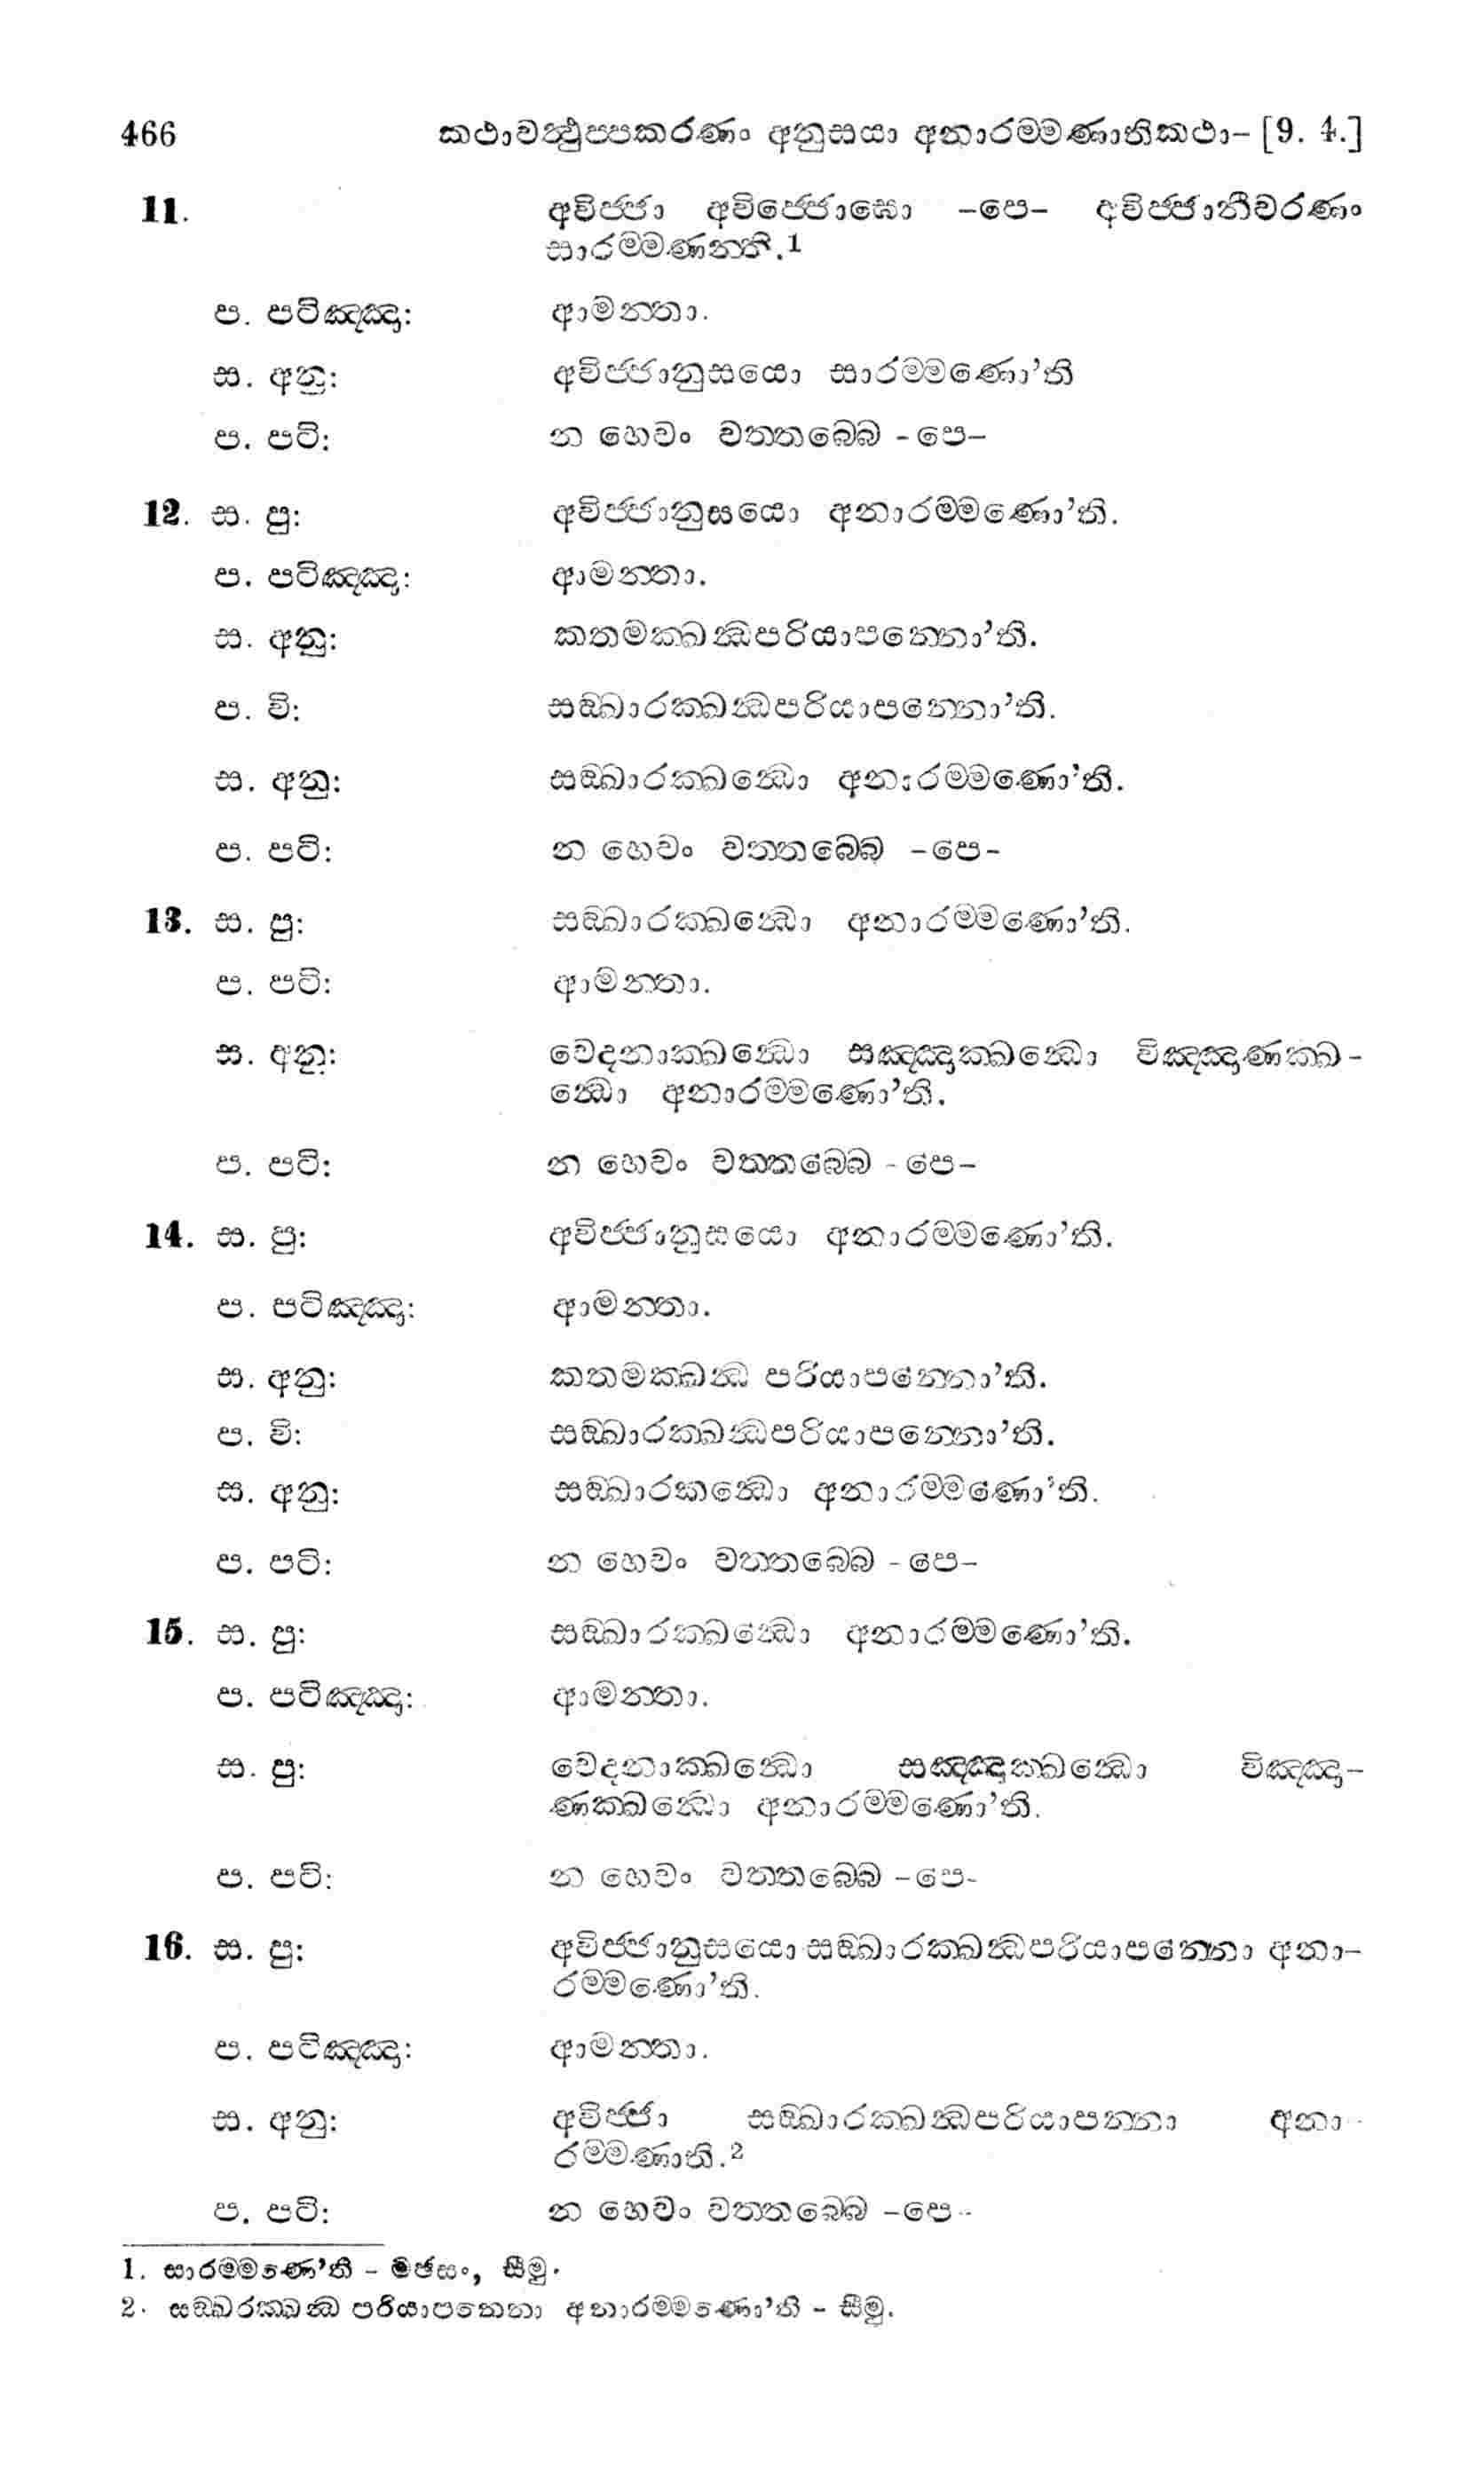 466 කථාවත්‍ථුප්පකරණං අනුසයා අනාරම්මණාතිකථා– [9. 4.]
11. අවිජ්ජා අවිජ්ජොඝො –පෙ– අවිජ්ජානීවරණං
සාරම්මණන්ති.1
ප. පටිඤ්ඤා: ආමන්තා.
ස. අනු: අවිජ්ජානුසයො සාරම්මණො’ති
ප. පටි: න හෙවං වත්තබ්බෙ -පෙ–
12. ස. පු: අවිජ්ජානුසයො අනාරම්මණො’ති.
ප. පටිඤ්ඤා: ආමන්තා.
ස. අනු: කතමක්ඛන්‍ධපරියාපන්නො’ති.
ප. වි: සඞ්ඛාරක්ඛන්‍ධපරියාපන්නො’ති.
ස. අනු: සඞ්ඛාරක්ඛන්‍ධො අනාරම්මණො’ති.
ප. පටි: න හෙවං වත්තබ්බෙ –පෙ-
13. ස. පු: සඞ්ඛාරක්ඛන්‍ධො අනාරම්මණො’ති.
ප. පටි: ආමන්තා.
ස. අනු: වෙදනාක්ඛන්‍ධො සඤ්ඤාක්ඛන්‍ධො විඤ්ඤාණක්ඛ-
න්‍ධො අනාරම්මණො’ති.
ප. පටි: න හෙවං වත්තබ්බෙ -පෙ–
14. ස. පු: අවිජ්ජානුසයො අනාරම්මණො’ති.
ප. පටිඤ්ඤා: ආමන්තා.
ස. අනු: කතමක්ඛන්‍ධ පරියාපන්නො’ති.
ප. වි: සඞ්ඛාරක්ඛන්‍ධපරියාපන්නො’ති.
ස. අනු: සඞ්ඛාරකන්‍ධො අනාරම්මණො’ති.
ප. පටි: න හෙවං වත්තබ්බෙ -පෙ–
15. ස. පු: සඞ්ඛාරක්ඛන්‍ධො අනාරම්මණො’ති.
ප. පටිඤ්ඤා: ආමන්තා.
ස. පු: වෙදනාක්ඛන්‍ධො සඤ්ඤාක්ඛන්‍ධො විඤ්ඤා–
ණක්ඛන්‍ධො අනාරම්මණො’ති.
ප. පටි: න හෙවං වත්තබ්බෙ –පෙ-
16. ස. පු: අවිජ්ජානුසයො සඞ්ඛාරක්ඛන්‍ධපරියාපන්නො අනා–
රම්මණො’ති.
ප. පටිඤ්ඤා: ආමන්තා.
ස. අනු: අවිජ්ජා සඞ්ඛාරක්ඛන්‍ධපරියාපන්නා අනා-
රම්මණාති.2
ප. පටි: න හෙවං වත්තබ්බෙ –පෙ-
1. සාරම්මණෙ’ති – මඡසං, සීමු.
2. සඞ්ඛරක්ඛන්‍ධ පරියාපනෙනා අනාරම්මණො’ති – සීමු.